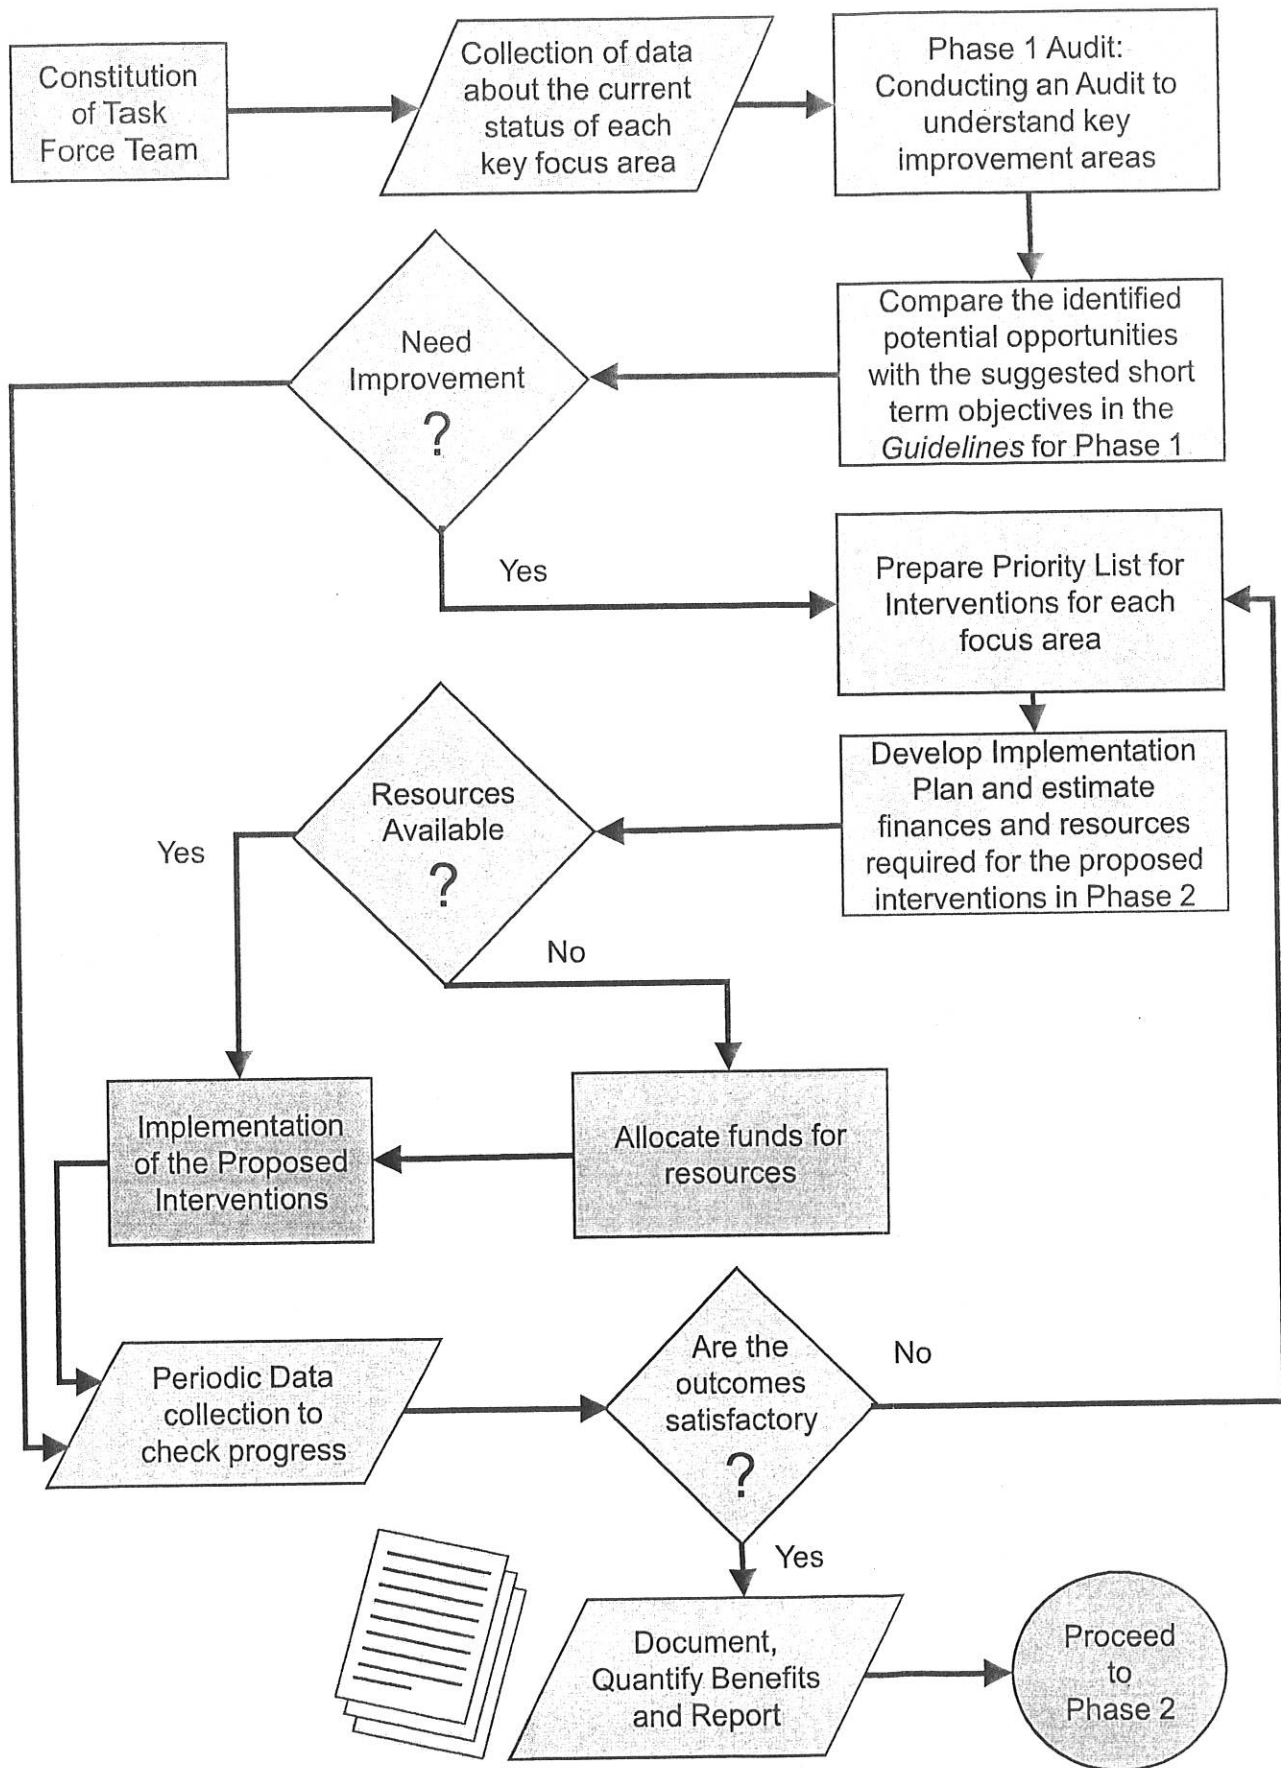 Constitution
of Task
Force Team
Collection of data
about the current
status of each
key focus area
Phase 1 Audit:
Conducting an Audit to
understand key
improvement areas
Compare the identified
potential opportunities
with the suggested short
term objectives in the
Guidelines for Phase 1
Need
Improvement
?
Yes
Prepare Priority List for
Interventions for each
focus area
Develop Implementation
Plan and estimate
finances and resources
required for the proposed
interventions in Phase 2
Resources
Available
?
Yes
No
Implementation
of the Proposed
Interventions
Allocate funds for
resources
Periodic Data
collection to
check progress
Are the
outcomes
satisfactory
?
No
Yes
Document,
Quantify Benefits
and Report
Proceed
to
Phase 2